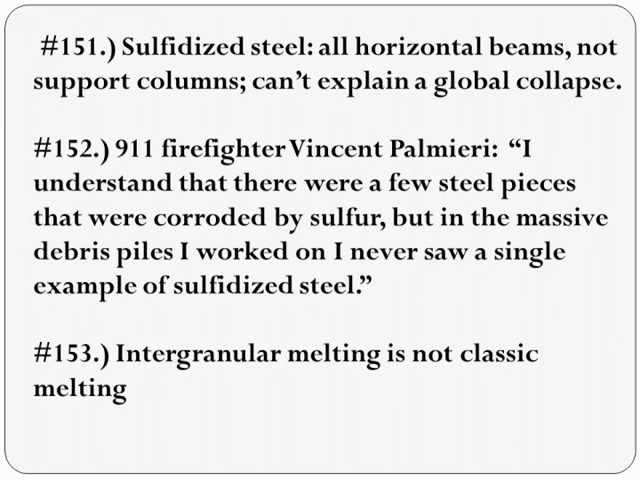 #151.) Sulfidized steel: all horizontal beams, not
support columns; can’t explain a global collapse.
#152.) 911 firefighter Vincent Palmieri: “I
understand that there were a few steel pieces
that were corroded by sulfur, but in the massive
debris piles I worked on I never saw a single
example of sulfidized steel.”
#153.) Intergranular melting is not classic
melting